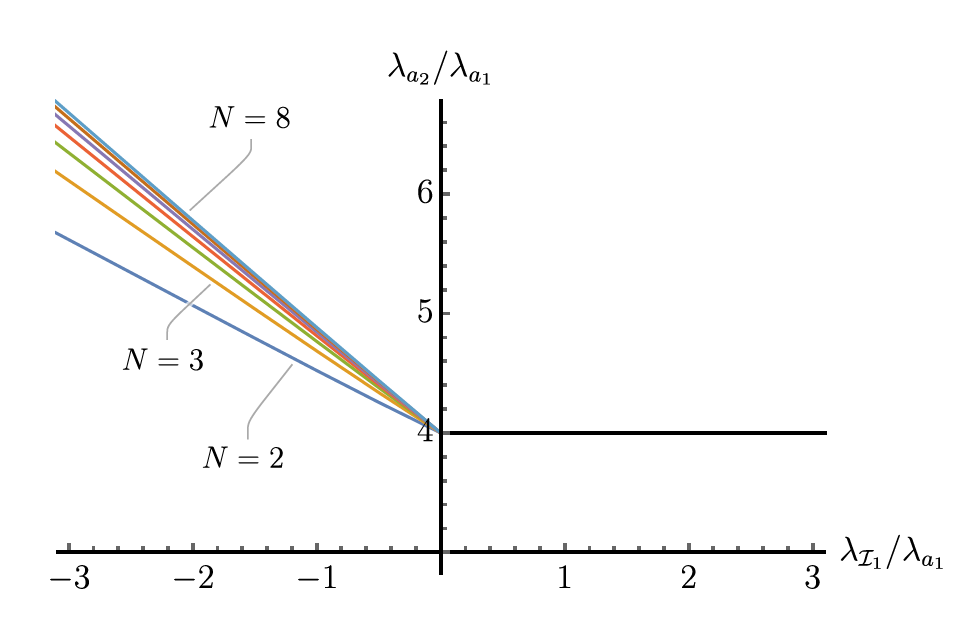 λ_{a_2}/λ_{a_1}
N = 8
6
5
N = 3
4
N = 2
λ_{ℐ_1}/λ_{a_1}
−3 −2 −1 1 2 3